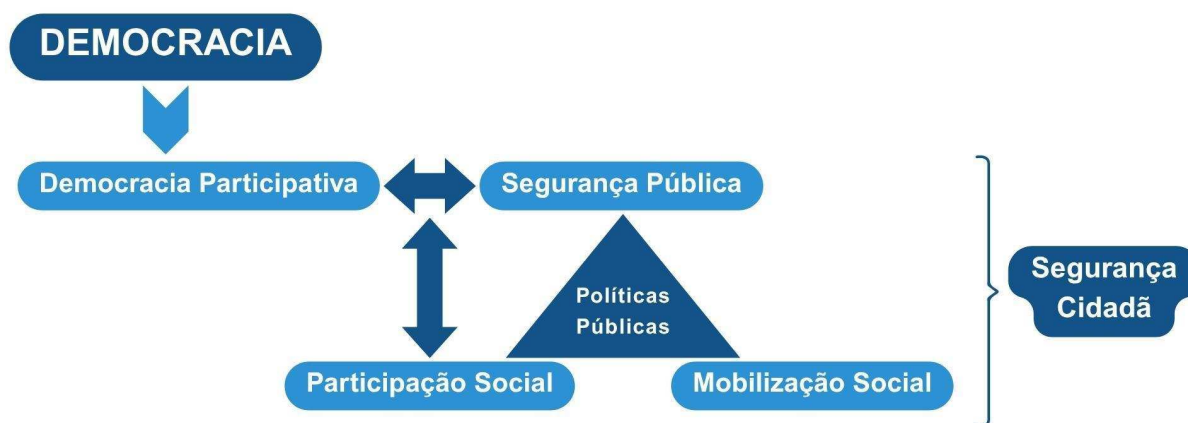 DEMOCRACIA
Democracia Participativa
Segurança Pública
Políticas
Públicas
Participação Social
Mobilização Social
Segurança
Cidadã